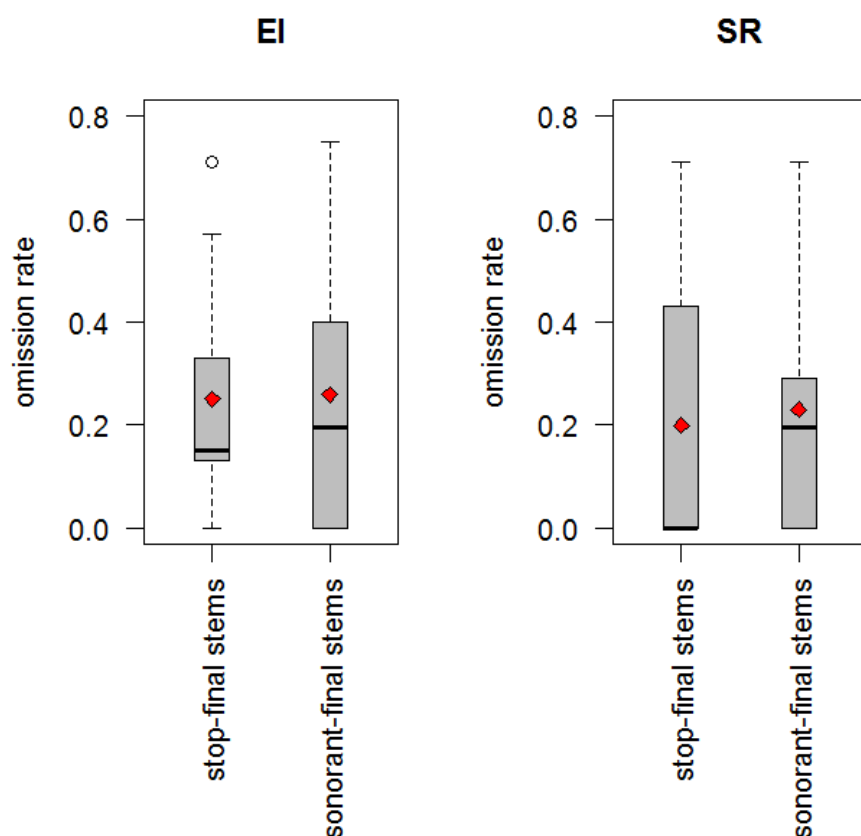 EI
omission rate
0.8
0.6
0.4
0.2
0.0
stop-final stems
sonorant-final stems
SR
omission rate
0.8
0.6
0.4
0.2
0.0
stop-final stems
sonorant-final stems